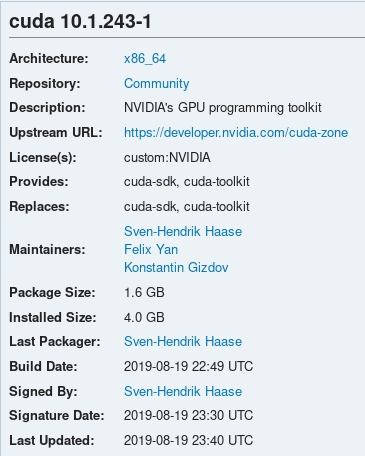 cuda 10.1.243-1
Architecture: x86_64
Repository: Community
Description: NVIDIA's GPU programming toolkit
Upstream URL: https://developer.nvidia.com/cuda-zone
License(s): custom:NVIDIA
Provides: cuda-sdk, cuda-toolkit
Replaces: cuda-sdk, cuda-toolkit
Maintainers: Sven-Hendrik Haase
Felix Yan
Konstantin Gizdov
Package Size: 1.6 GB
Installed Size: 4.0 GB
Last Packager: Sven-Hendrik Haase
Build Date: 2019-08-19 22:49 UTC
Signed By: Sven-Hendrik Haase
Signature Date: 2019-08-19 23:30 UTC
Last Updated: 2019-08-19 23:40 UTC